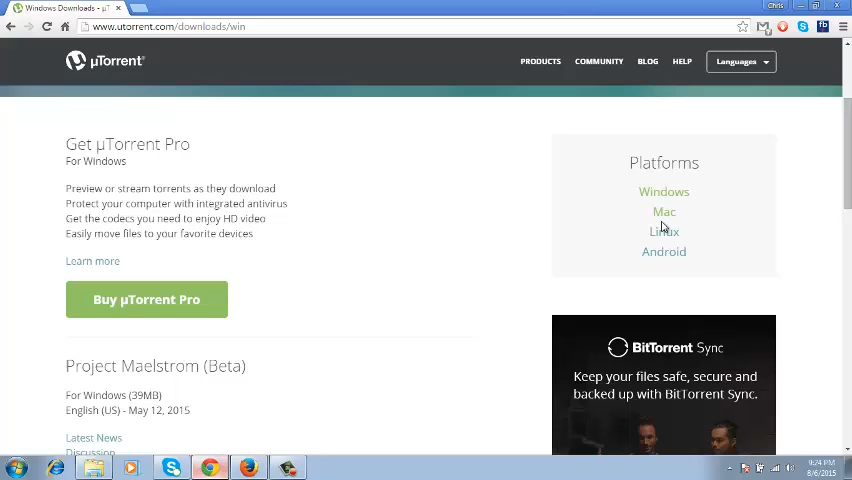 Windows Downloads - µT
Chris
www.utorrent.com/downloads/win
µTorrent®
PRODUCTS
COMMUNITY
BLOG
HELP
Languages
Get µTorrent Pro
For Windows
Preview or stream torrents as they download
Protect your computer with integrated antivirus
Get the codecs you need to enjoy HD video
Easily move files to your favorite devices
Learn more
Buy µTorrent Pro
Project Maelstrom (Beta)
For Windows (39MB)
English (US) - May 12, 2015
Latest News
Discussion
Platforms
Windows
Mac
Linux
Android
BitTorrent Sync
Keep your files safe, secure and
backed up with BitTorrent Sync.
9:24 PM
8/6/2015